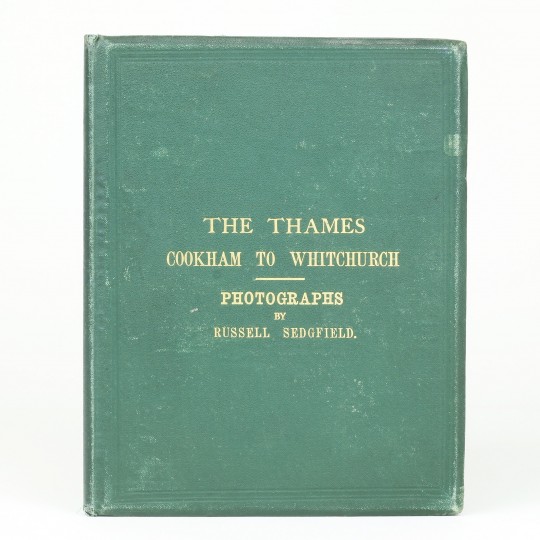 THE THAMES
COOKHAM TO WHITCHURCH
PHOTOGRAPHS
BY
RUSSELL SEDGFIELD.